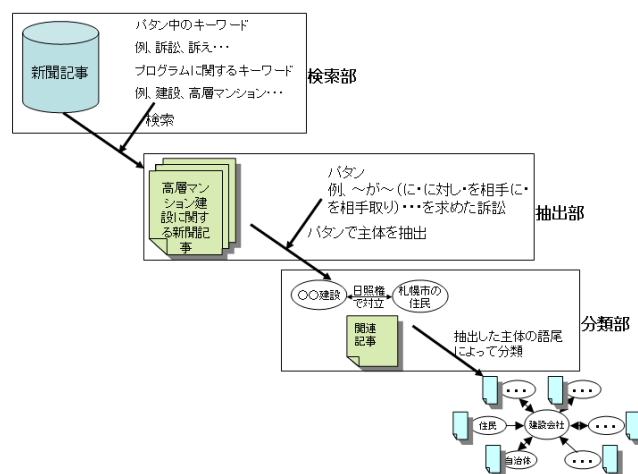 新聞記事
バタン中のキーワード
例、訴訟、訴え・・・
プログラムに関するキーワード
例、建設、高層マンション・・・
検索
検索部
高層マン
ション建
設に関す
る新聞記
事
バタン
例、～が～(に・に対し・を相手に・
を相手取り)・・・を求めた訴訟
バタンで主体を抽出
抽出部
○○建設
日照権
で対立
札幌市の
住民
関連
記事
抽出した主体の語尾
によって分類
分類部
・・・
・・・
住民
建設会社
・・・
自治体
・・・